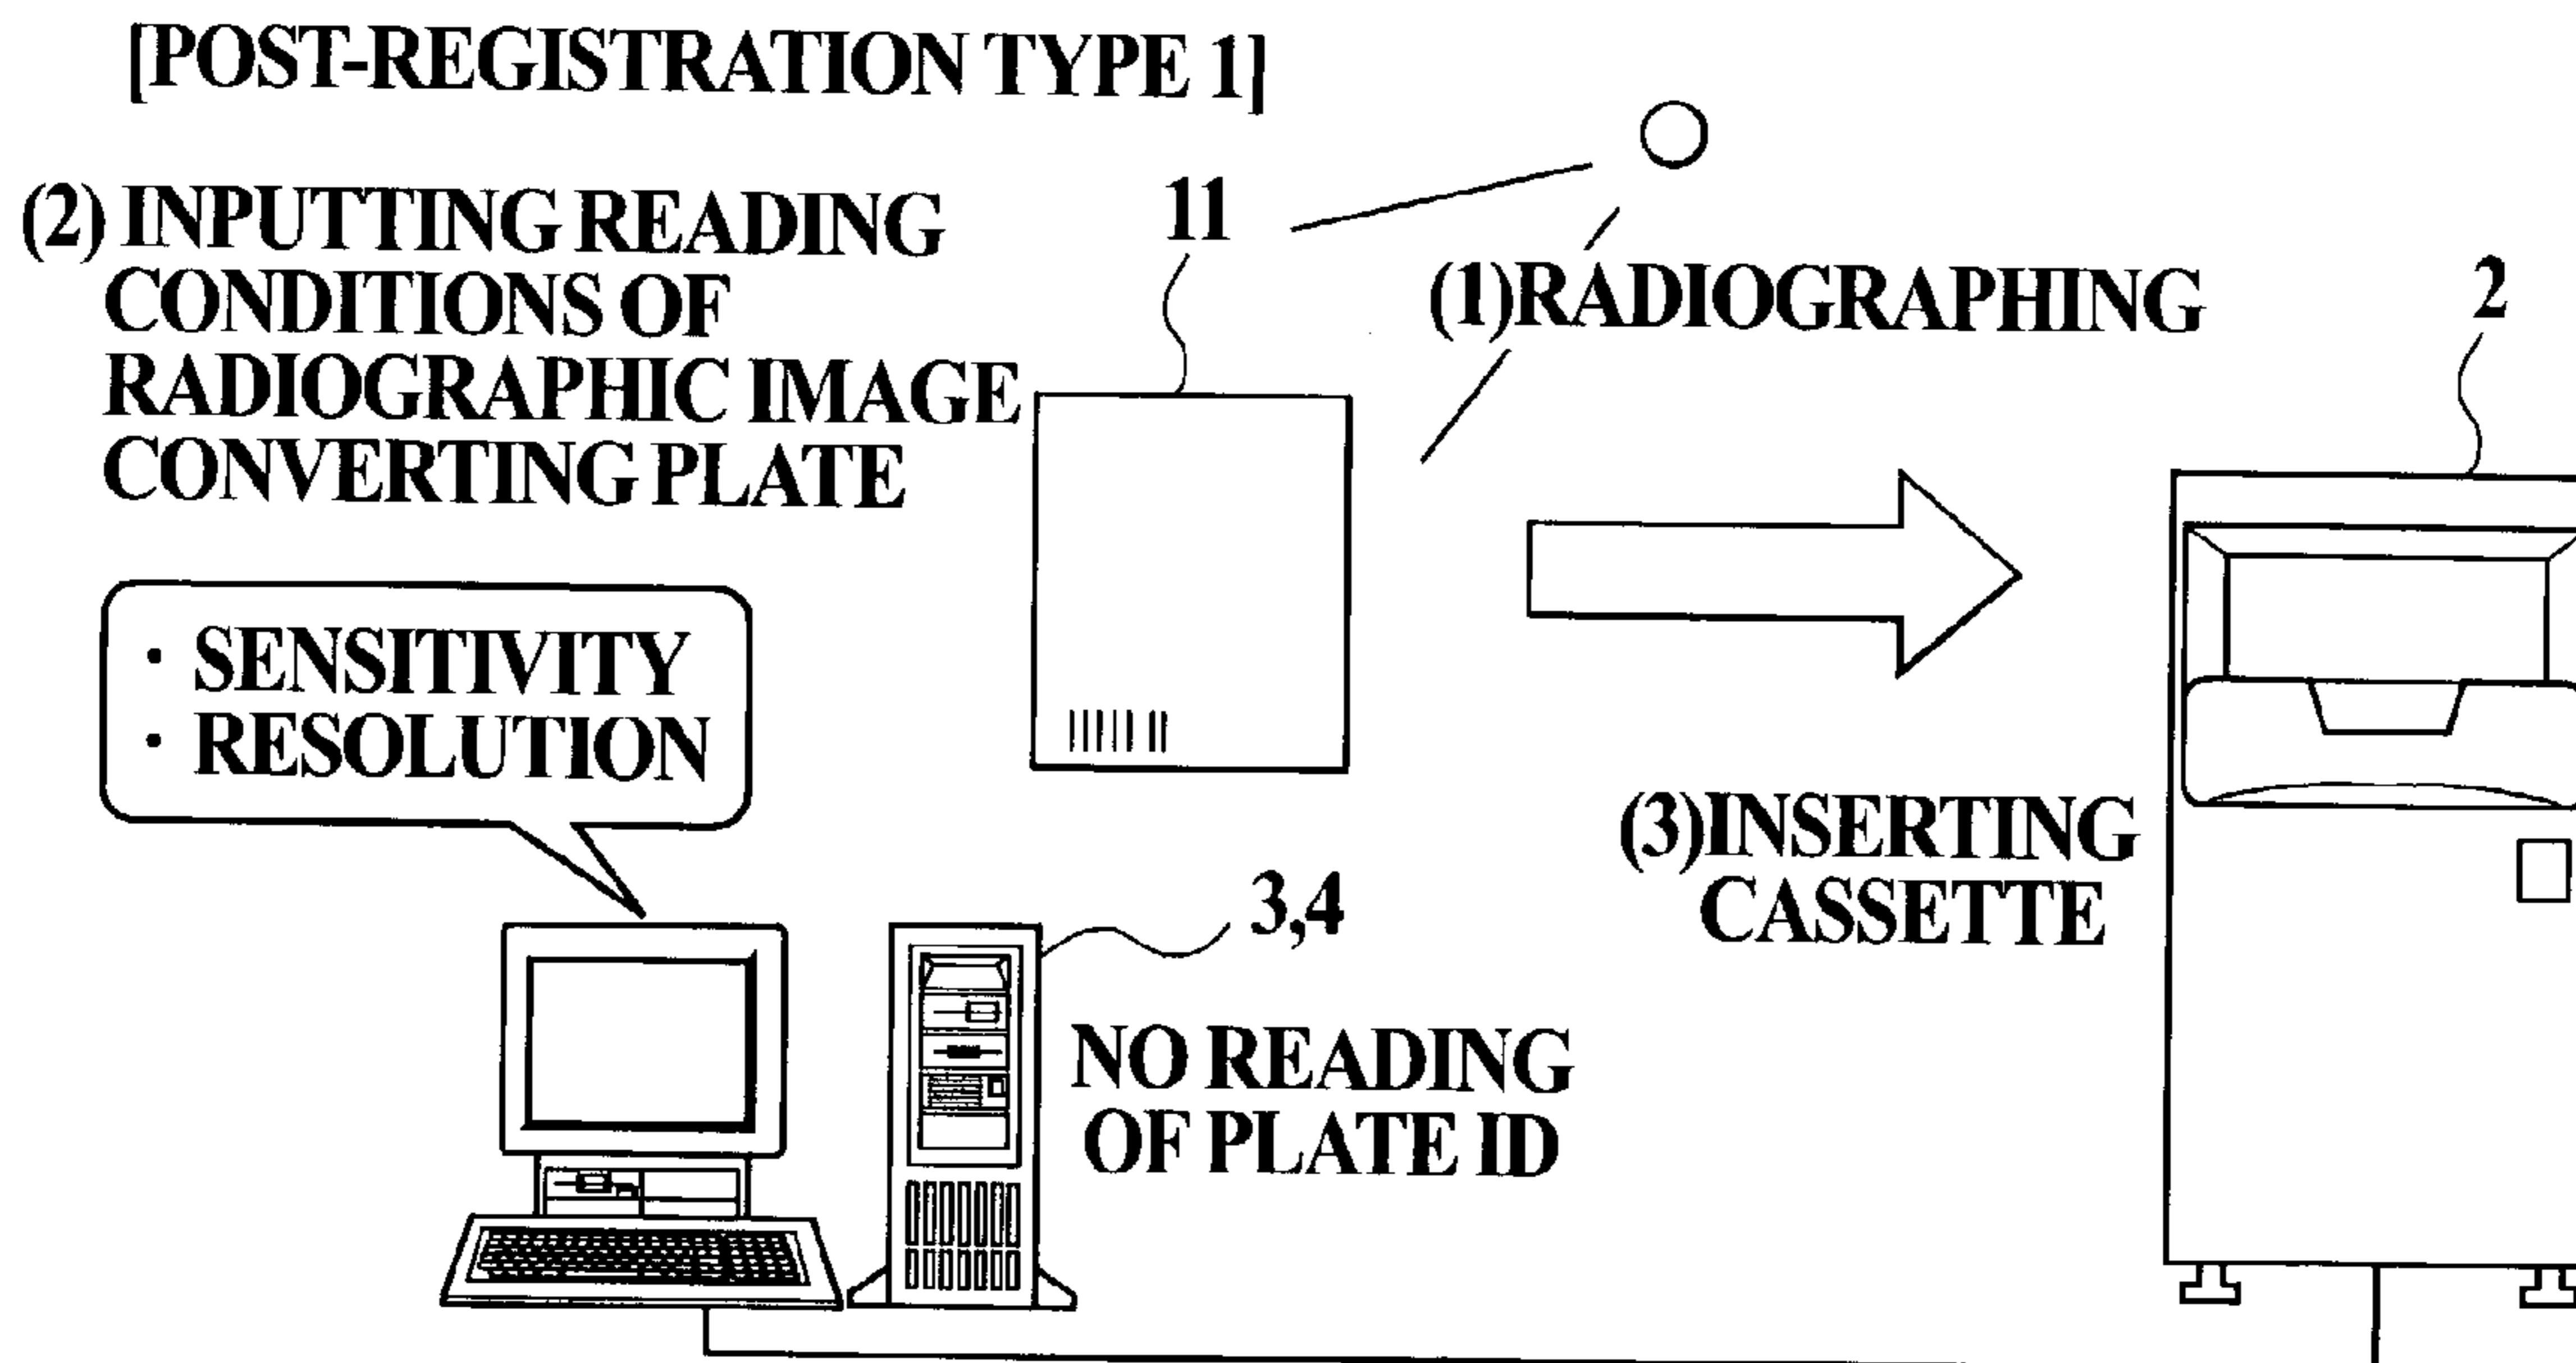 [POST-REGISTRATION TYPE 1]
(2) INPUTTING READING
CONDITIONS OF
RADIOGRAPHIC IMAGE
CONVERTING PLATE
11
(1)RADIOGRAPHING
2
· SENSITIVITY
· RESOLUTION
(3)INSERTING
CASSETTE
3,4
NO READING
OF PLATE ID